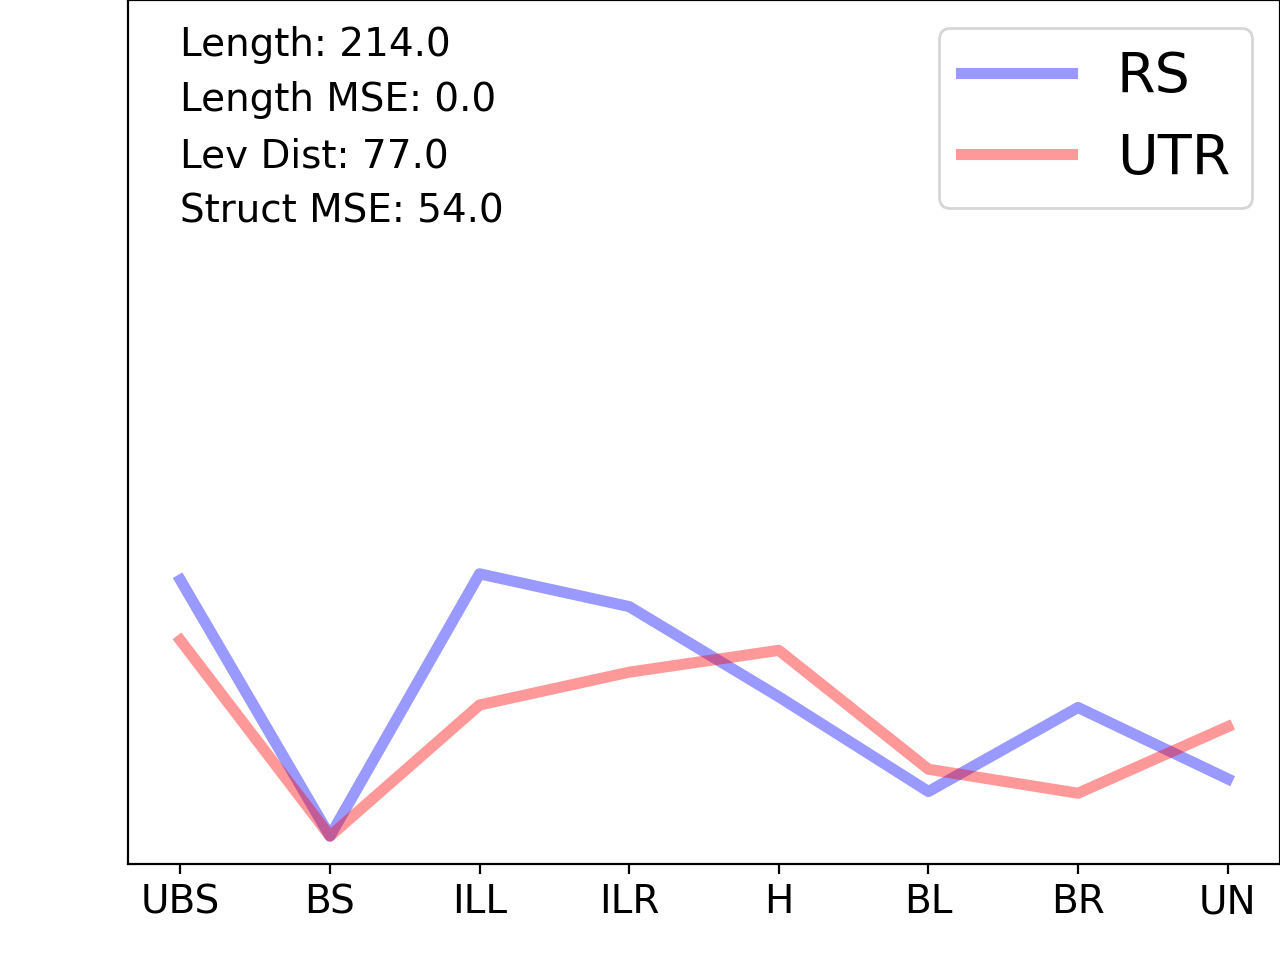 Length: 214.0
Length MSE: 0.0
Lev Dist: 77.0
Struct MSE: 54.0
RS
UTR
UBS BS ILL ILR H BL BR UN